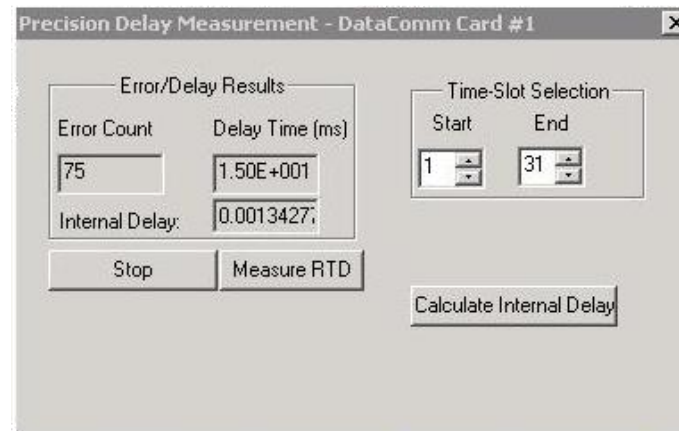 Precision Delay Measurement - DataComm Card #1
Error/Delay Results
Error Count Delay Time (ms)
75 1.50E+001
Internal Delay: 0.00134277
Stop Measure RTD
Time-Slot Selection
Start End
1 31
Calculate Internal Delay